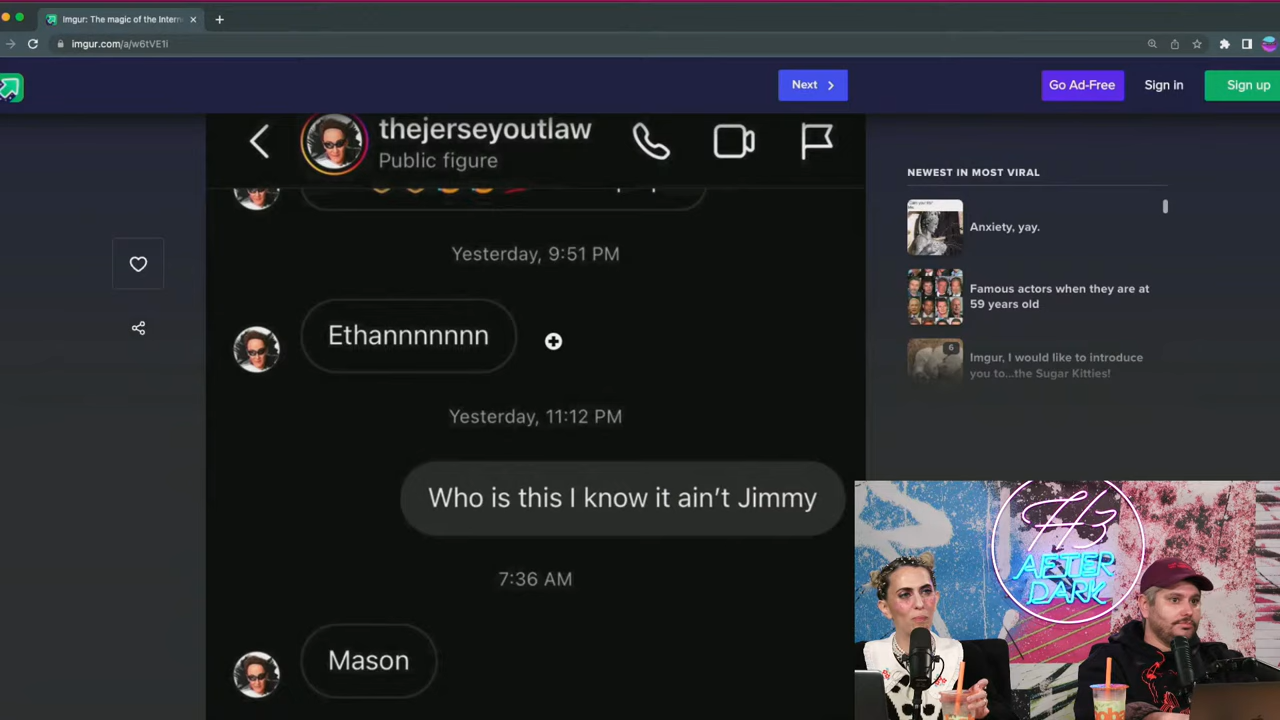 Imgur: The magic of the Intern
imgur.com/a/w6tVE1i
Next
Go Ad-Free
Sign in
Sign up
thejerseyoutlaw
Public figure
Yesterday, 9:51 PM
Ethannnnnnn
Yesterday, 11:12 PM
Who is this I know it ain’t Jimmy
7:36 AM
Mason
NEWEST IN MOST VIRAL
Anxiety, yay.
Famous actors when they are at
59 years old
6
Imgur, I would like to introduce
you to...the Sugar Kitties!
H3
AFTER
DARK